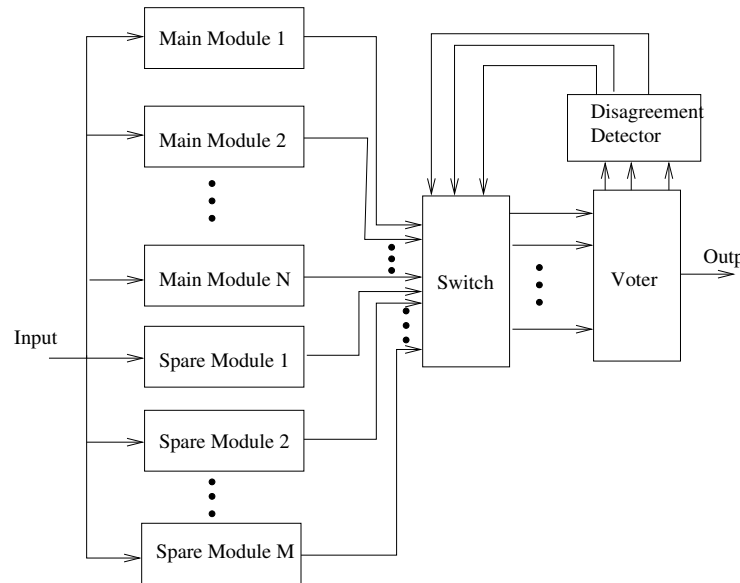 Main Module 1
Main Module 2
Main Module N
Input
Spare Module 1
Spare Module 2
Spare Module M
Switch
Disagreement
Detector
Voter
Outp